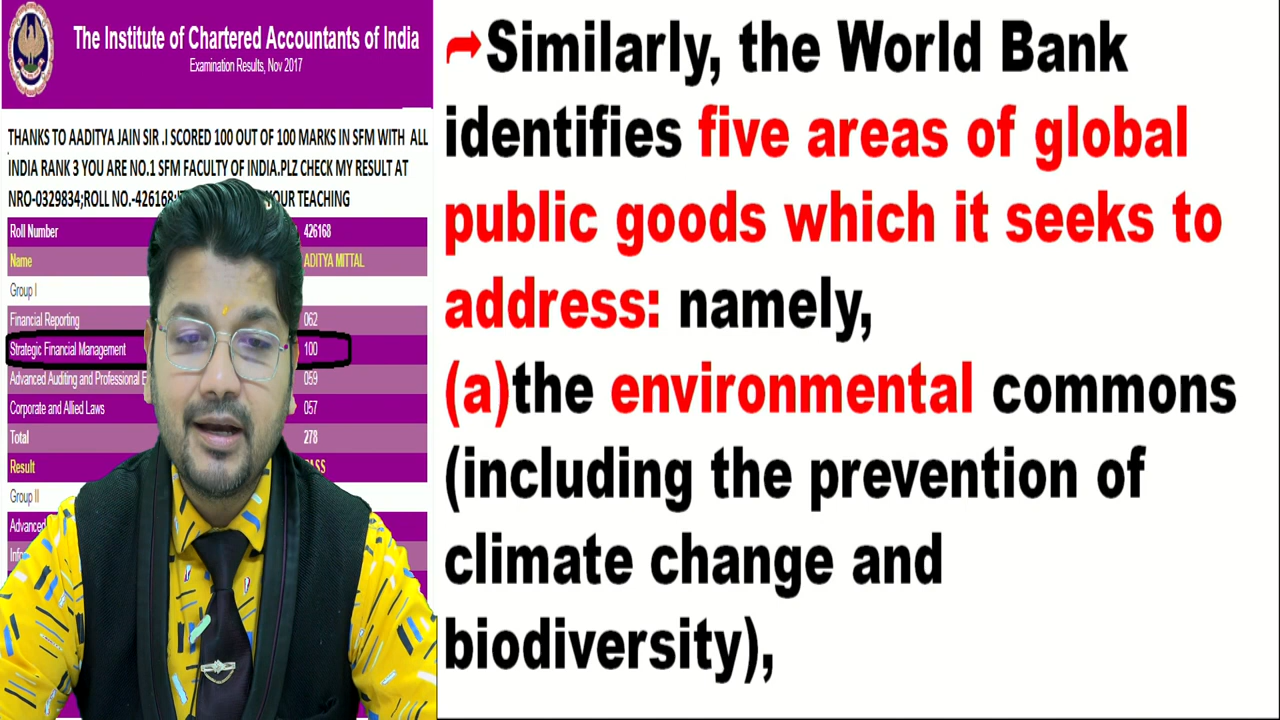 The Institute of Chartered Accountants of India
Examination Results, Nov 2017
THANKS TO AADITYA JAIN SIR .I SCORED 100 OUT OF 100 MARKS IN SFM WITH ALL
INDIA RANK 3 YOU ARE NO.1 SFM FACULTY OF INDIA.PLZ CHECK MY RESULT AT
NRO-0329834;ROLL NO.-426168; YOUR TEACHING
Roll Number 426168
Name ADITYA MITTAL
Group I
Financial Reporting 062
Strategic Financial Management 100
Advanced Auditing and Professional 059
Corporate and Allied Laws 057
Total 278
Result PASS
Group II
Advanced
➦Similarly, the World Bank
identifies five areas of global
public goods which it seeks to
address: namely,
(a)the environmental commons
(including the prevention of
climate change and
biodiversity),